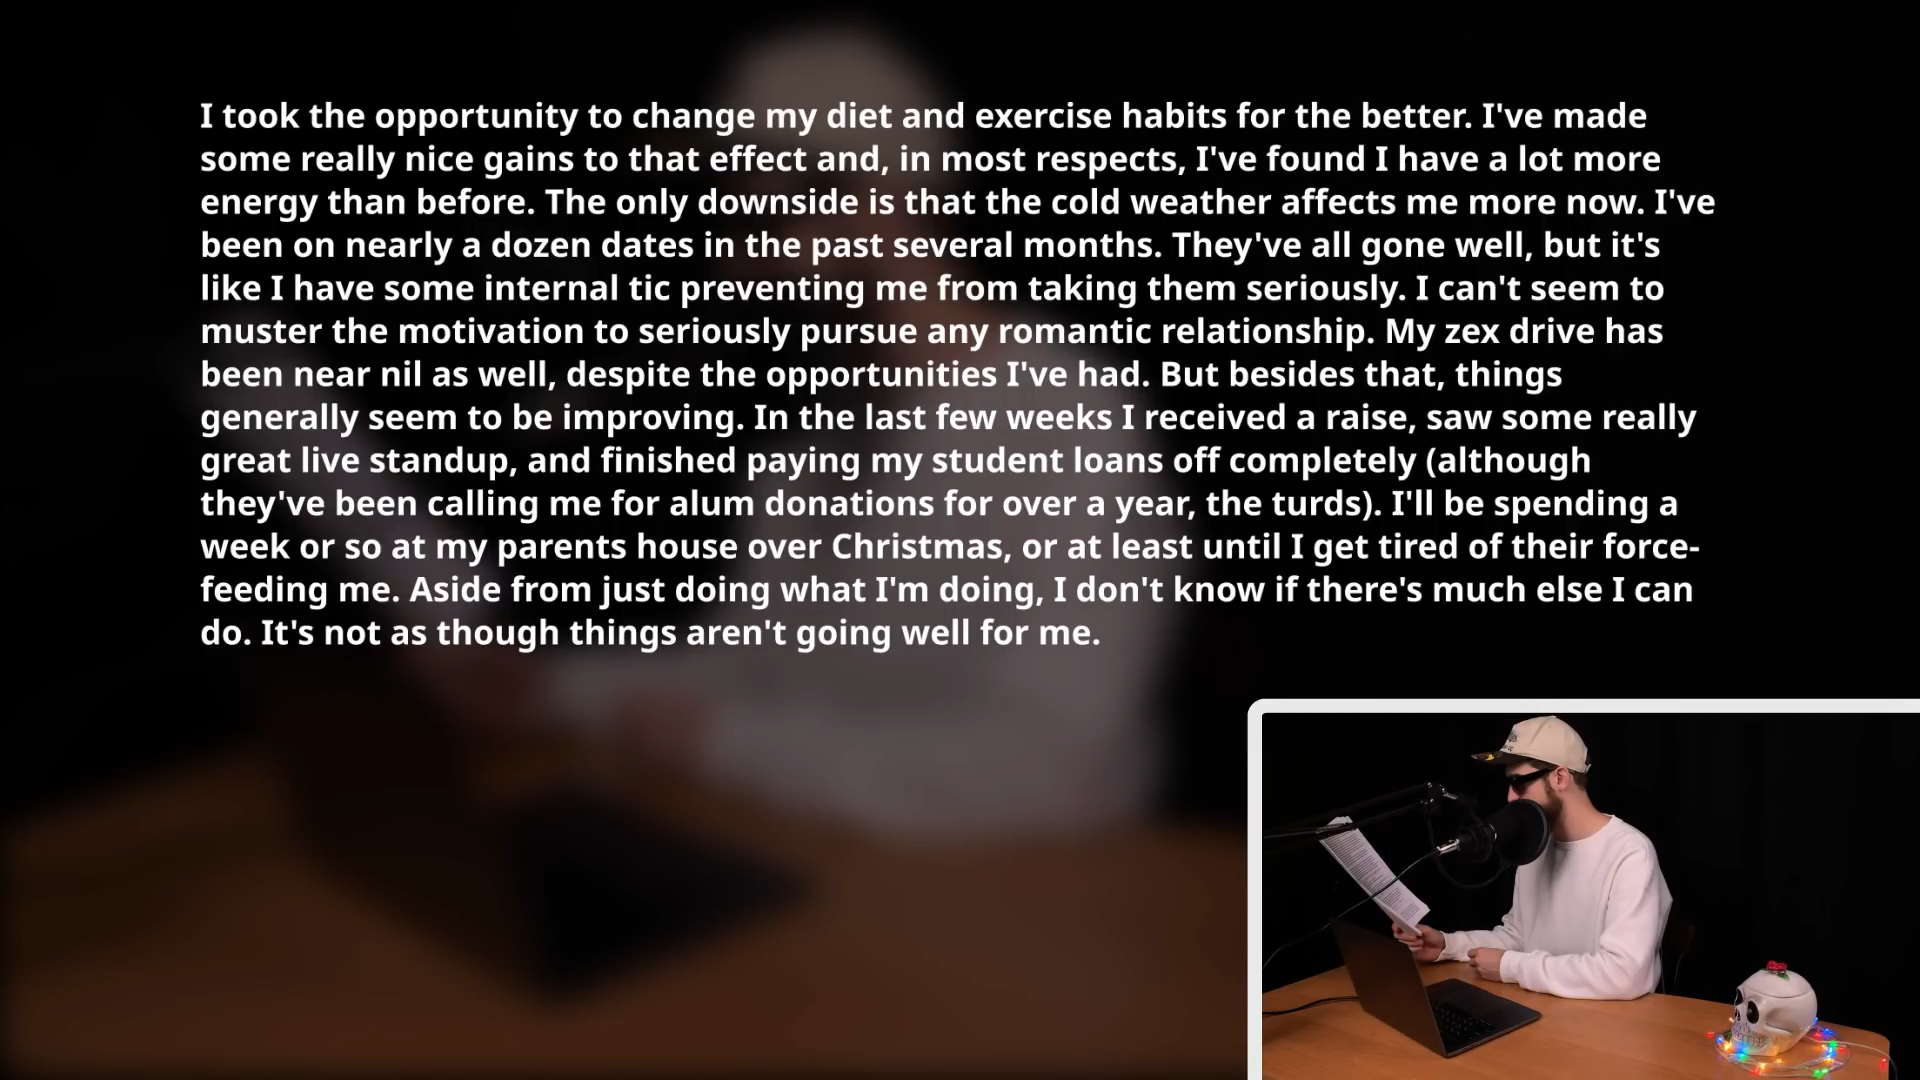 I took the opportunity to change my diet and exercise habits for the better. I've made
some really nice gains to that effect and, in most respects, I've found I have a lot more
energy than before. The only downside is that the cold weather affects me more now. I've
been on nearly a dozen dates in the past several months. They've all gone well, but it's
like I have some internal tic preventing me from taking them seriously. I can't seem to
muster the motivation to seriously pursue any romantic relationship. My zex drive has
been near nil as well, despite the opportunities I've had. But besides that, things
generally seem to be improving. In the last few weeks I received a raise, saw some really
great live standup, and finished paying my student loans off completely (although
they've been calling me for alum donations for over a year, the turds). I'll be spending a
week or so at my parents house over Christmas, or at least until I get tired of their force-
feeding me. Aside from just doing what I'm doing, I don't know if there's much else I can
do. It's not as though things aren't going well for me.